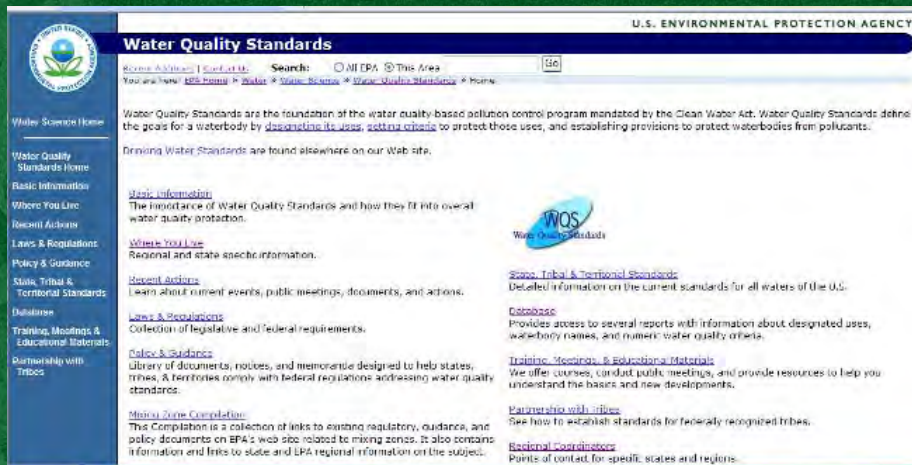 U.S. ENVIRONMENTAL PROTECTION AGENCY
Water Quality Standards
Recent Additions | Contact Us Search: All EPA This Area Go
You are here: EPA Home » Water » Water Science » Water Quality Standards » Home
Water Science Home
Water Quality
Standards Home
Basic Information
Where You Live
Recent Actions
Laws & Regulations
Policy & Guidance
State, Tribal &
Territorial Standards
Database
Training, Meetings &
Educational Materials
Partnership with
Tribes
Water Quality Standards are the foundation of the water quality-based pollution control program mandated by the Clean Water Act. Water Quality Standards define
the goals for a waterbody by designating its uses, setting criteria to protect those uses, and establishing provisions to protect waterbodies from pollutants.
Drinking Water Standards are found elsewhere on our Web site.
Basic Information
The importance of Water Quality Standards and how they fit into overall
water quality protection.
Where You Live
Regional and state specific information.
Recent Actions
Learn about current events, public meetings, documents, and actions.
Laws & Regulations
Collection of legislative and federal requirements.
Policy & Guidance
Library of documents, notices, and memoranda designed to help states,
tribes, & territories comply with federal regulations addressing water quality
standards.
Mixing Zone Compilation
This Compilation is a collection of links to existing regulatory, guidance, and
policy documents on EPA's web site related to mixing zones. It also contains
information and links to state and EPA regional information on the subject.
WQS
Water Quality Standards
State, Tribal & Territorial Standards
Detailed information on the current standards for all waters of the U.S.
Database
Provides access to several reports with information about designated uses,
waterbody names, and numeric water quality criteria.
Training, Meetings, & Educational Materials
We offer courses, conduct public meetings, and provide resources to help you
understand the basics and new developments.
Partnership with Tribes
See how to establish standards for federally recognized tribes.
Regional Coordinators
Points of contact for specific states and regions.